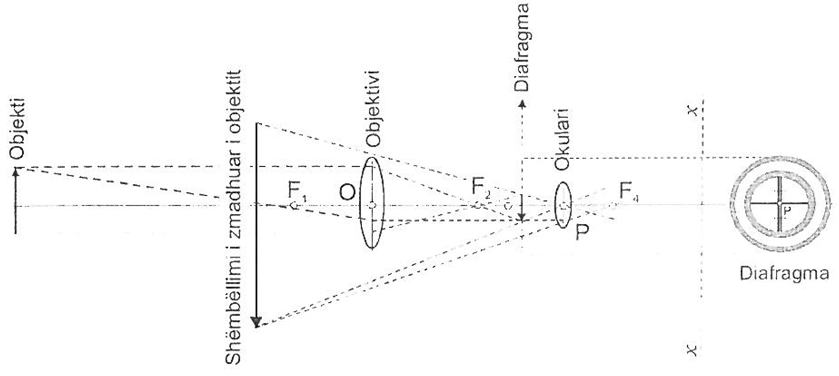 Objekti
Shëmbëllimi i zmadhuar i objektit
F1
O
Objektivi
F2
Diafragma
Okulari
P
F4
x
x
P
Diafragma